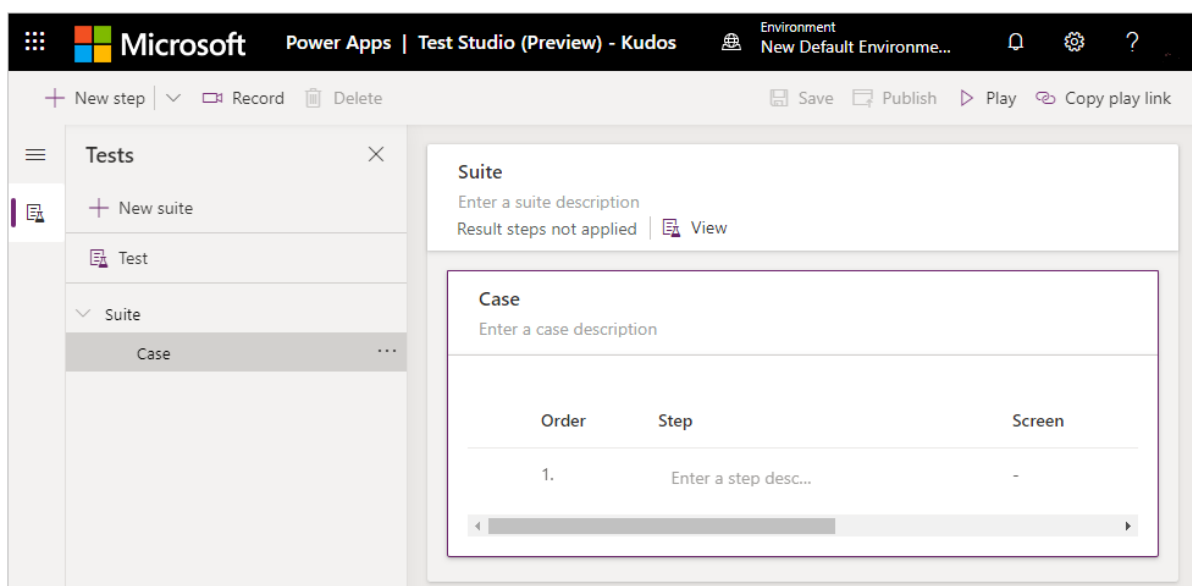 Microsoft Power Apps | Test Studio (Preview) - Kudos
Environment
New Default Environme... ?
New step Record Delete Save Publish Play Copy play link
Tests
New suite
Test
Suite
Case ...
Suite
Enter a suite description
Result steps not applied View
Case
Enter a case description
Order Step Screen
1. Enter a step desc... -